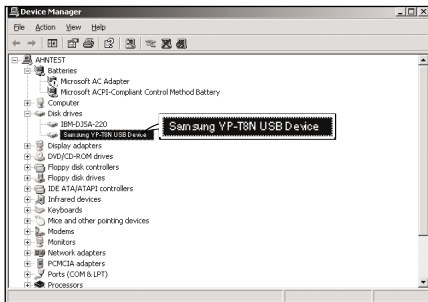 Device Manager
File Action View Help
AHNTEST
Batteries
Microsoft AC Adapter
Microsoft ACPI-Compliant Control Method Battery
Computer
Disk drives
IBM-DJSA-220
Samsung YP-T8N USB Device
Samsung YP-T8N USB Device
Display adapters
DVD/CD-ROM drives
Floppy disk controllers
Floppy disk drives
IDE ATA/ATAPI controllers
Infrared devices
Keyboards
Mice and other pointing devices
Modems
Monitors
Network adapters
PCMCIA adapters
Ports (COM & LPT)
Processors